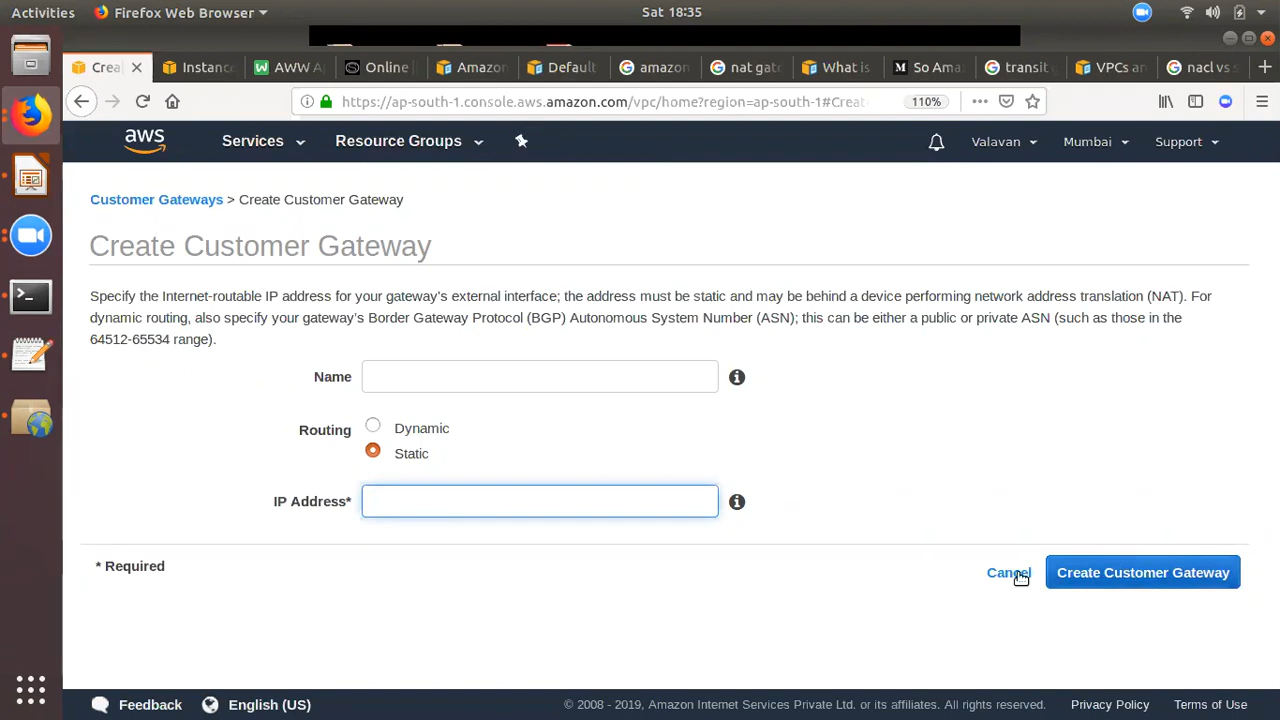 Activities
Firefox Web Browser
Sat 18:35
Crea
Instanc
AWW A
Online
Amazon
Default
amazon
nat gate
What is
So Am
transit
VPCs an
nacl vs s
https://ap-south-1.console.aws.amazon.com/vpc/home?region=ap-south-1#Creat
110%
aws
Services
Resource Groups
Valavan
Mumbai
Support
Customer Gateways > Create Customer Gateway
Create Customer Gateway
Specify the Internet-routable IP address for your gateway's external interface; the address must be static and may be behind a device performing network address translation (NAT). For
dynamic routing, also specify your gateway's Border Gateway Protocol (BGP) Autonomous System Number (ASN); this can be either a public or private ASN (such as those in the
64512-65534 range).
Name
Routing
Dynamic
Static
IP Address*
* Required
Cancel
Create Customer Gateway
Feedback
English (US)
© 2008 - 2019, Amazon Internet Services Private Ltd. or its affiliates. All rights reserved.
Privacy Policy
Terms of Use